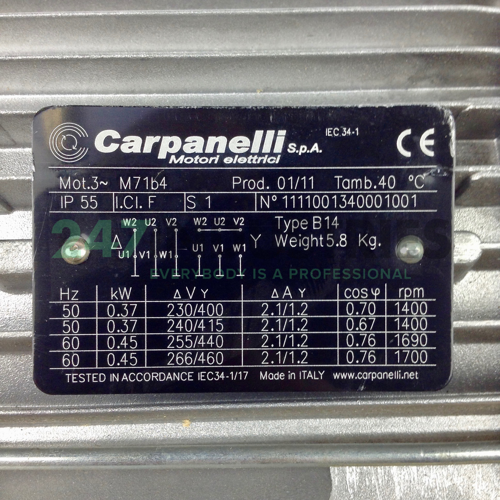 Carpanelli S.p.A. IEC 34-1 CE
Motori elettrici
Mot.3~ M71b4 Prod. 01/11 Tamb.40 °C
IP 55 I.Cl. F S 1 N° 1111001340001001
W2 U2 V2 W2 U2 V2 Type B14
Δ Y Weight 5.8 Kg.
U1 V1 W1 U1 V1 W1
247
EVERYBODY IS A PROFESSIONAL
Hz kW Δ V Y Δ A Y cos φ rpm
50 0.37 230/400 2.1/1.2 0.70 1400
50 0.37 240/415 2.1/1.2 0.67 1400
60 0.45 255/440 2.1/1.2 0.76 1690
60 0.45 266/460 2.1/1.2 0.76 1700
TESTED IN ACCORDANCE IEC34-1/17 Made in ITALY www.carpanelli.net